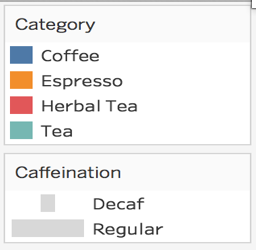 Category
Coffee
Espresso
Herbal Tea
Tea
Caffeination
Decaf
Regular